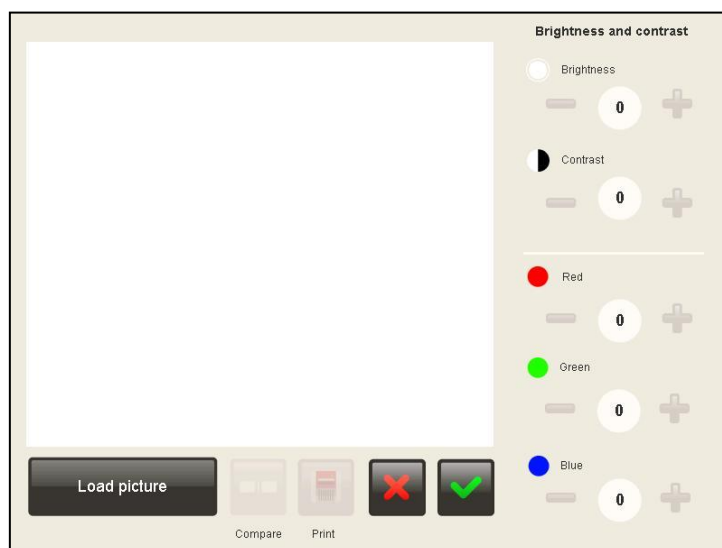 Brightness and contrast
Brightness
0
Contrast
0
Red
0
Green
0
Blue
0
Load picture
Compare
Print